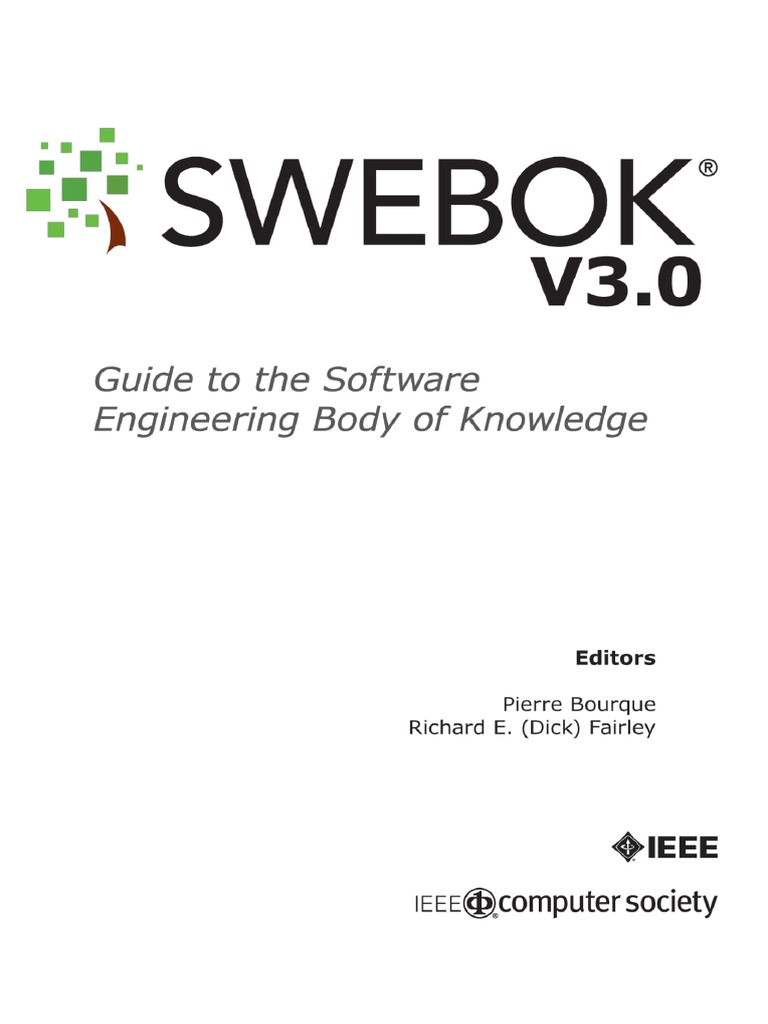 SWEBOK®
V3.0
Guide to the Software
Engineering Body of Knowledge
Editors
Pierre Bourque
Richard E. (Dick) Fairley
IEEE
IEEE computer society